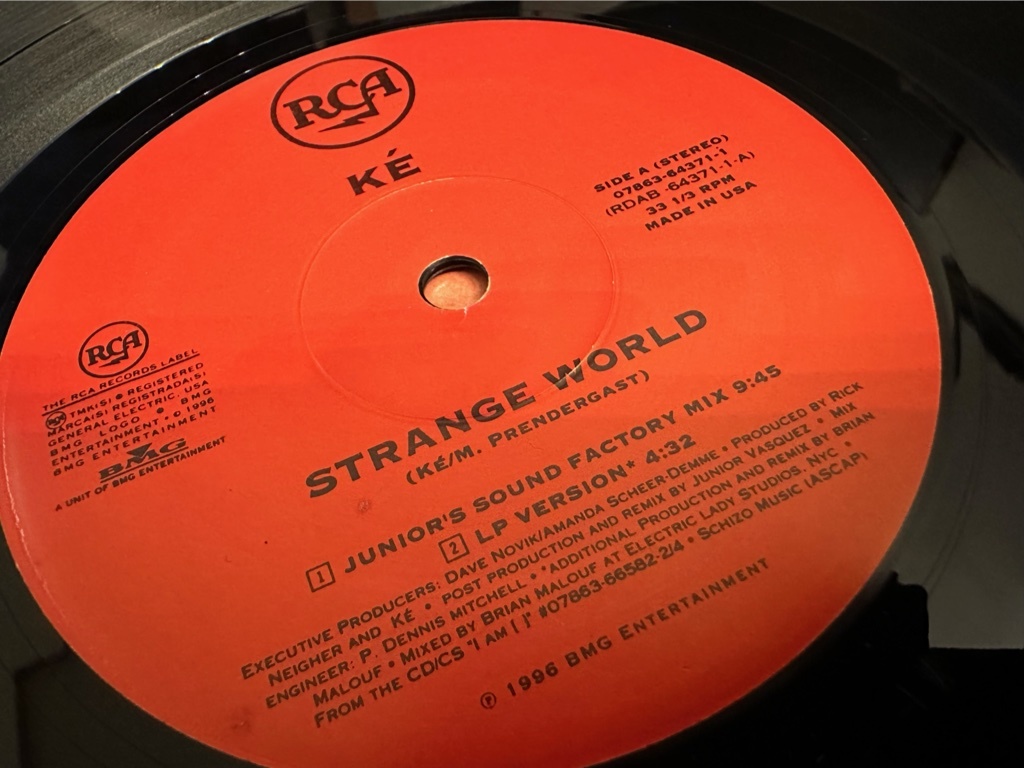 RCA
KÉ
SIDE A (STEREO)
07863-64371-1
(RDAB -64371-1-A)
33 1/3 RPM
MADE IN USA
RCA
THE RCA RECORDS LABEL
RCA TMK(S) ® REGISTERED
MARCA(S) REGISTRADA(S)
GENERAL ELECTRIC, USA
BMG LOGO ® BMG
ENTERTAINMENT • © 1996
BMG ENTERTAINMENT
BMG
A UNIT OF BMG ENTERTAINMENT
STRANGE WORLD
(KÉ/M. PRENDERGAST)
1 JUNIOR'S SOUND FACTORY MIX 9:45
2 LP VERSION* 4:32
EXECUTIVE PRODUCERS: DAVE NOVIK/AMANDA SCHEER-DEMME • PRODUCED BY RICK
NEIGHER AND KÉ • POST PRODUCTION AND REMIX BY JUNIOR VASQUEZ • MIX
ENGINEER: P. DENNIS MITCHELL • *ADDITIONAL PRODUCTION AND REMIX BY BRIAN
MALOUF • MIXED BY BRIAN MALOUF AT ELECTRIC LADY STUDIOS, NYC •
FROM THE CD/CS "I AM [ ]" #07863-66582-2/4 • SCHIZO MUSIC (ASCAP)
℗ 1996 BMG ENTERTAINMENT